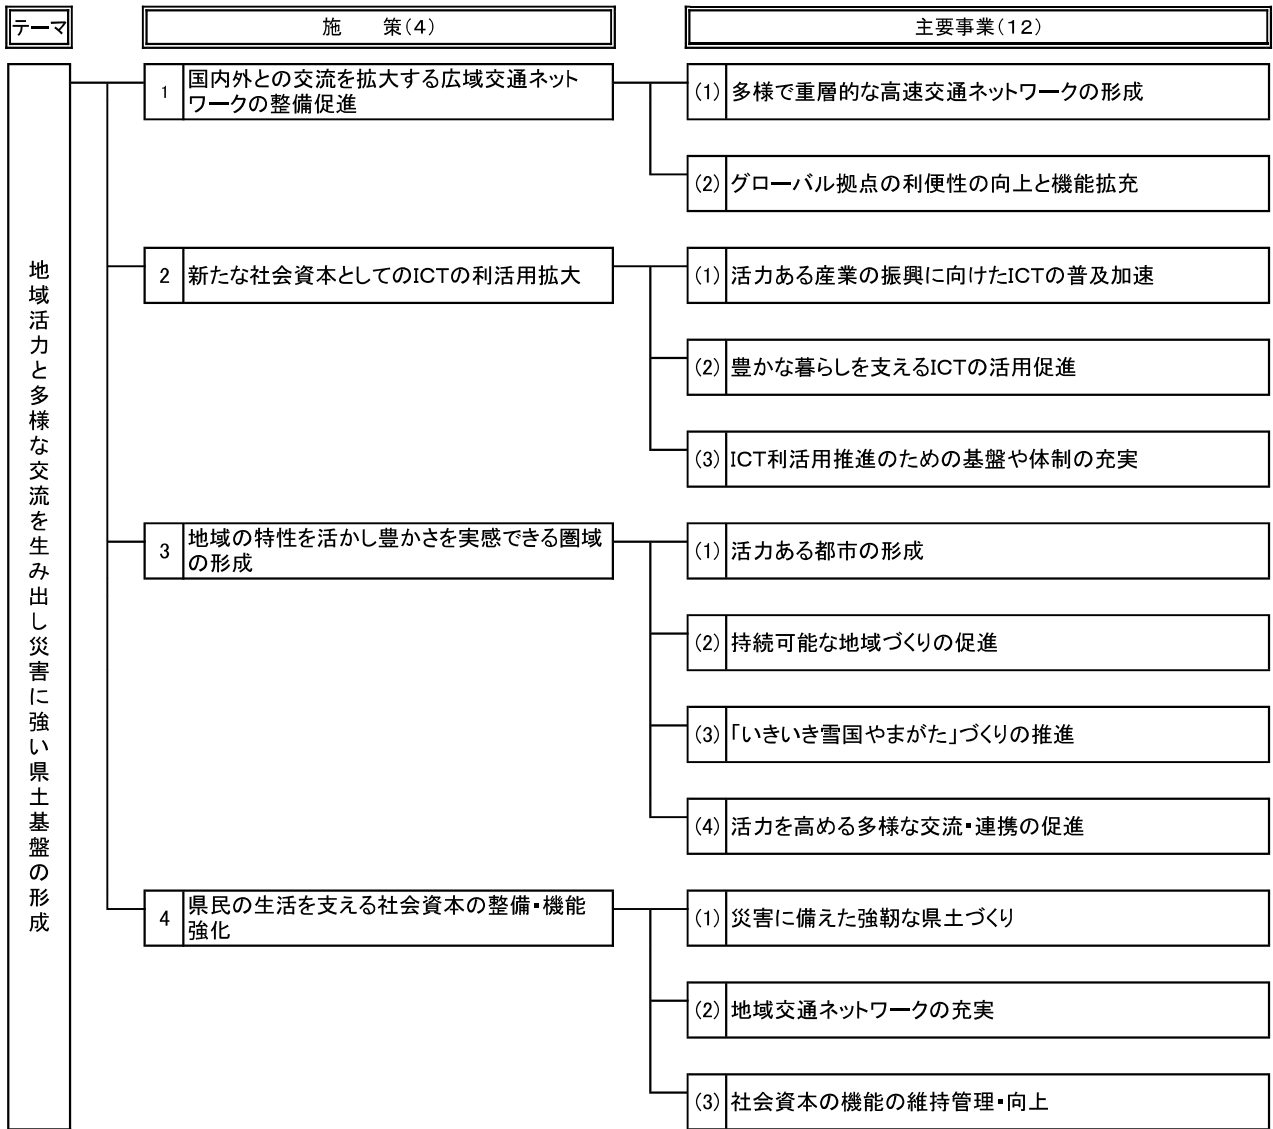 テーマ
施　　策(4)
主要事業(12)
地域活力と多様な交流を生み出し災害に強い県土基盤の形成
1
国内外との交流を拡大する広域交通ネット
ワークの整備促進
(1) 多様で重層的な高速交通ネットワークの形成
(2) グローバル拠点の利便性の向上と機能拡充
2 新たな社会資本としてのICTの利活用拡大
(1) 活力ある産業の振興に向けたICTの普及加速
(2) 豊かな暮らしを支えるICTの活用促進
(3) ICT利活用推進のための基盤や体制の充実
3
地域の特性を活かし豊かさを実感できる圏域
の形成
(1) 活力ある都市の形成
(2) 持続可能な地域づくりの促進
(3) 「いきいき雪国やまがた」づくりの推進
(4) 活力を高める多様な交流・連携の促進
4
県民の生活を支える社会資本の整備・機能
強化
(1) 災害に備えた強靭な県土づくり
(2) 地域交通ネットワークの充実
(3) 社会資本の機能の維持管理・向上